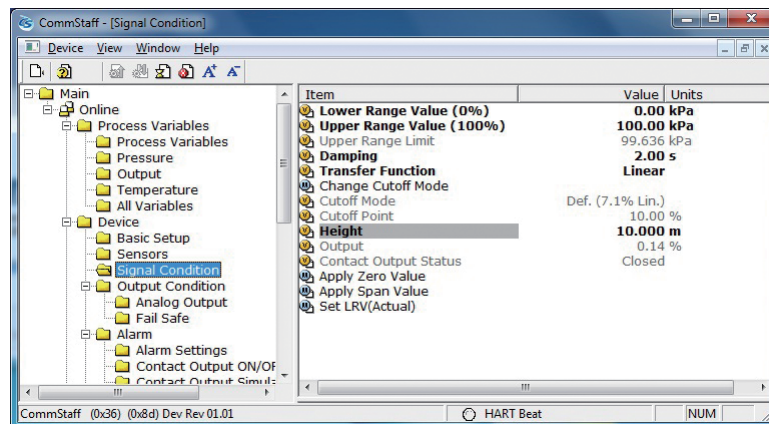 CommStaff - [Signal Condition]
Device View Window Help
A+ A-
Main
Online
Process Variables
Process Variables
Pressure
Output
Temperature
All Variables
Device
Basic Setup
Sensors
Signal Condition
Output Condition
Analog Output
Fail Safe
Alarm
Alarm Settings
Contact Output ON/OF
Contact Output Simula
Item Value Units
Lower Range Value (0%) 0.00 kPa
Upper Range Value (100%) 100.00 kPa
Upper Range Limit 99.636 kPa
Damping 2.00 s
Transfer Function Linear
Change Cutoff Mode
Cutoff Mode Def. (7.1% Lin.)
Cutoff Point 10.00 %
Height 10.000 m
Output 0.14 %
Contact Output Status Closed
Apply Zero Value
Apply Span Value
Set LRV(Actual)
CommStaff (0x36) (0x8d) Dev Rev 01.01 HART Beat NUM